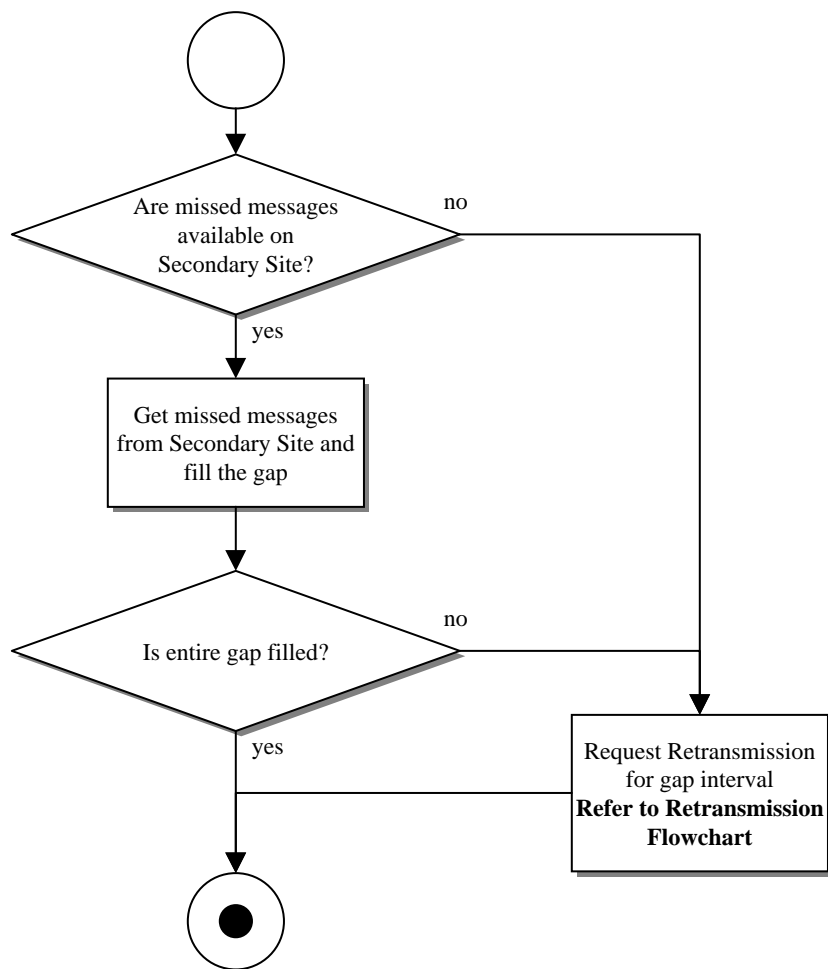 Are missed messages
available on
Secondary Site?
no
yes
Get missed messages
from Secondary Site and
fill the gap
Is entire gap filled?
no
yes
Request Retransmission
for gap interval
Refer to Retransmission
Flowchart